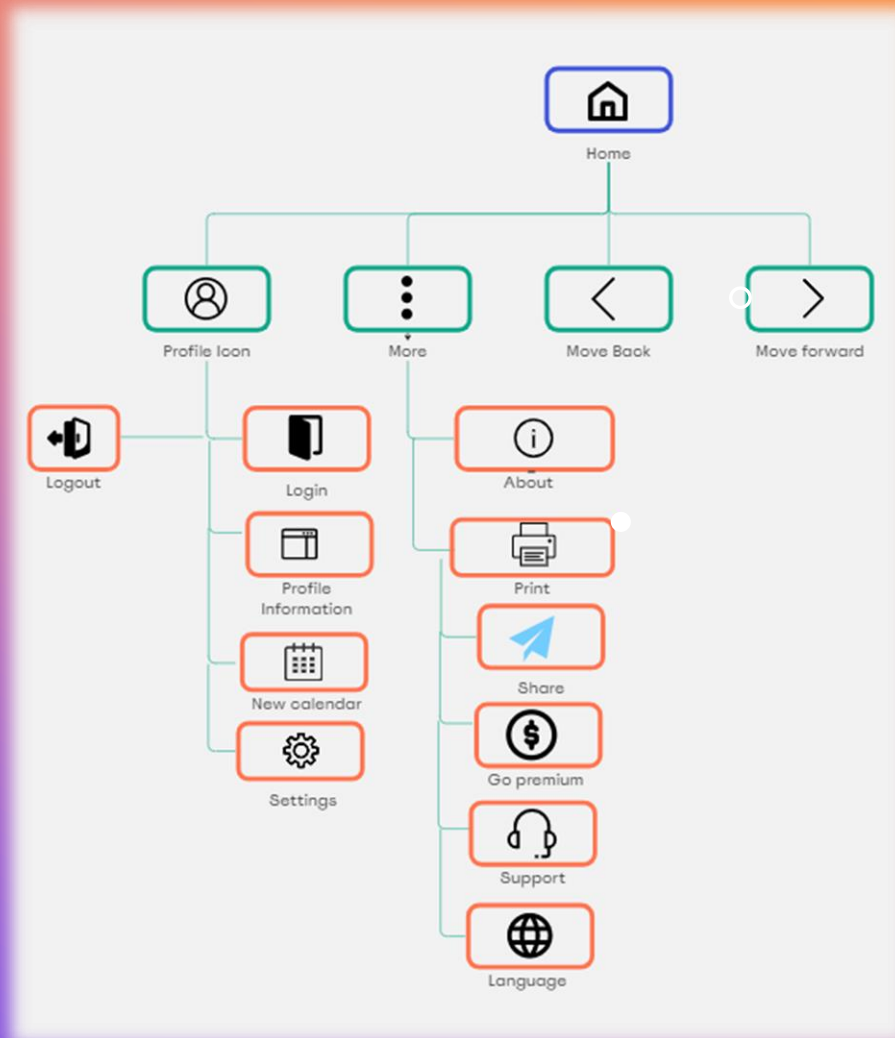 Home
Profile Icon
More
Move Back
Move forward
Logout
Login
About
Profile
Information
Print
New calendar
Share
Settings
Go premium
Support
Language